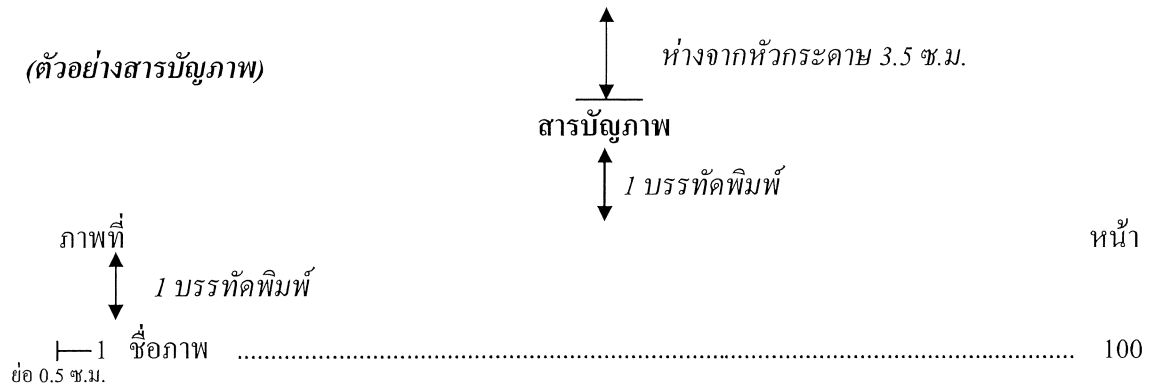 (ตัวอย่างสารบัญภาพ)
ห่างจากหัวกระดาษ 3.5 ซ.ม.
สารบัญภาพ
1 บรรทัดพิมพ์
ภาพที่ หน้า
1 บรรทัดพิมพ์
1 ชื่อภาพ ........................................................................................................................ 100
ย่อ 0.5 ซ.ม.